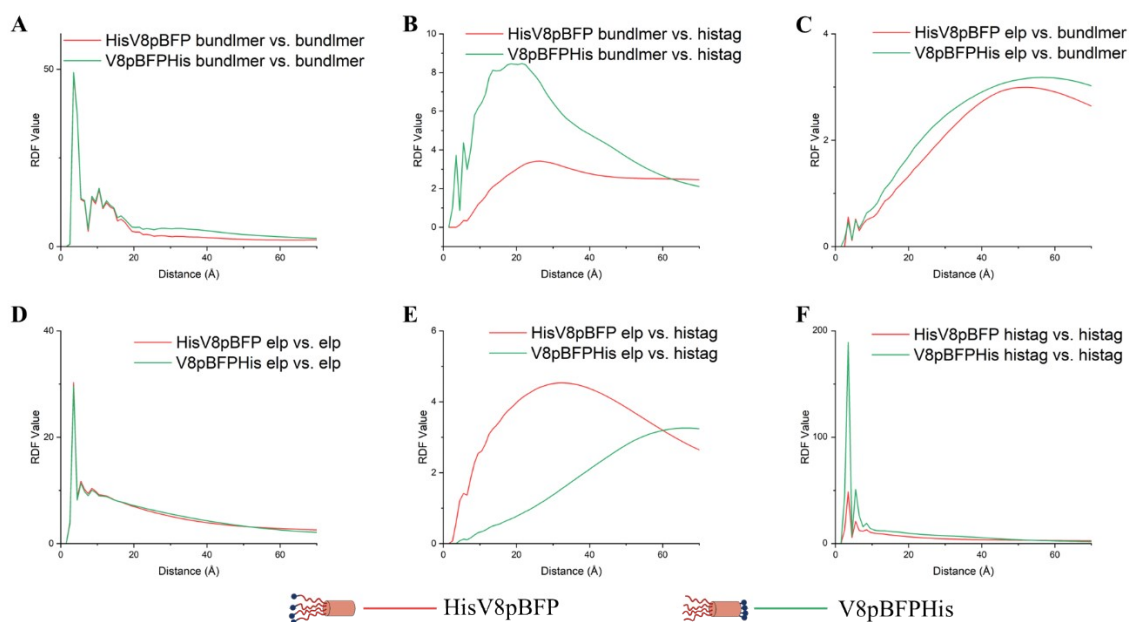 A
HisV8pBFP bundlmer vs. bundlmer
V8pBFPHis bundlmer vs. bundlmer
50
0
RDF Value
0 20 40 60
Distance (Å)
B
HisV8pBFP bundlmer vs. histag
V8pBFPHis bundlmer vs. histag
10
8
6
4
2
0
RDF Value
0 20 40 60
Distance (Å)
C
HisV8pBFP elp vs. bundlmer
V8pBFPHis elp vs. bundlmer
4
2
0
RDF Value
0 20 40 60
Distance (Å)
D
HisV8pBFP elp vs. elp
V8pBFPHis elp vs. elp
40
20
0
RDF Value
0 20 40 60
Distance (Å)
E
HisV8pBFP elp vs. histag
V8pBFPHis elp vs. histag
6
4
2
0
RDF Value
0 20 40 60
Distance (Å)
F
HisV8pBFP histag vs. histag
V8pBFPHis histag vs. histag
200
100
0
RDF Value
0 20 40 60
Distance (Å)
HisV8pBFP
V8pBFPHis